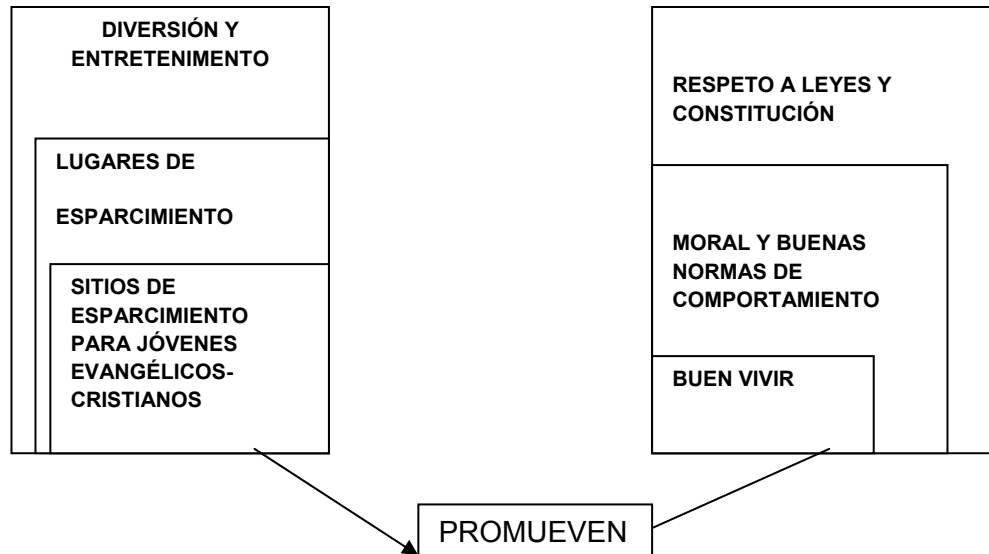 DIVERSIÓN Y
ENTRETENIMENTO
LUGARES DE
ESPARCIMIENTO
SITIOS DE
ESPARCIMIENTO
PARA JÓVENES
EVANGÉLICOS-
CRISTIANOS
RESPETO A LEYES Y
CONSTITUCIÓN
MORAL Y BUENAS
NORMAS DE
COMPORTAMIENTO
BUEN VIVIR
PROMUEVEN